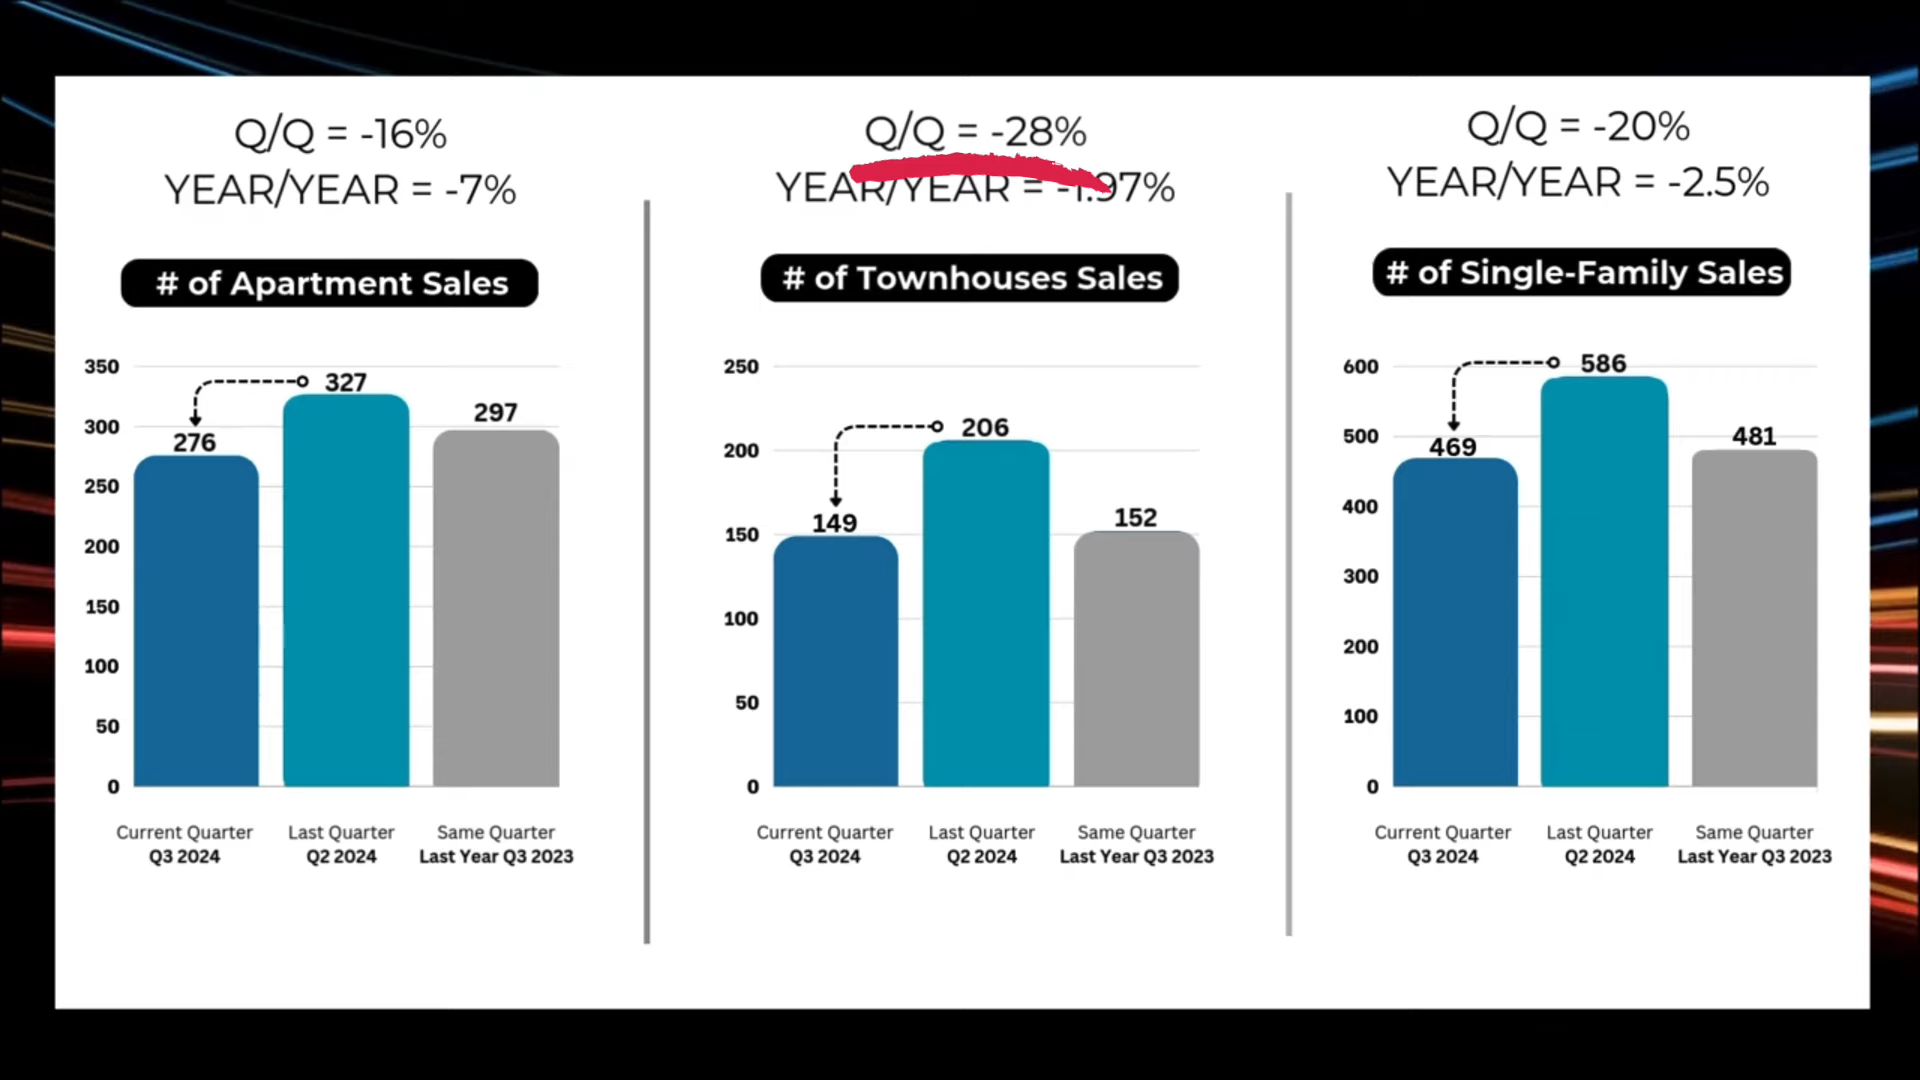 Q/Q = -16%
YEAR/YEAR = -7%
# of Apartment Sales
350
300
250
200
150
100
50
0
276
327
297
Current Quarter
Q3 2024
Last Quarter
Q2 2024
Same Quarter
Last Year Q3 2023
Q/Q = -28%
YEAR/YEAR = -1.97%
# of Townhouses Sales
250
200
150
100
50
0
149
206
152
Current Quarter
Q3 2024
Last Quarter
Q2 2024
Same Quarter
Last Year Q3 2023
Q/Q = -20%
YEAR/YEAR = -2.5%
# of Single-Family Sales
600
500
400
300
200
100
0
469
586
481
Current Quarter
Q3 2024
Last Quarter
Q2 2024
Same Quarter
Last Year Q3 2023